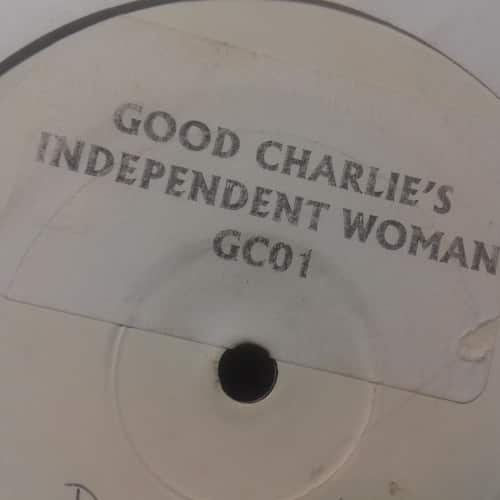 GOOD CHARLIE'S
INDEPENDENT WOMAN
GC01